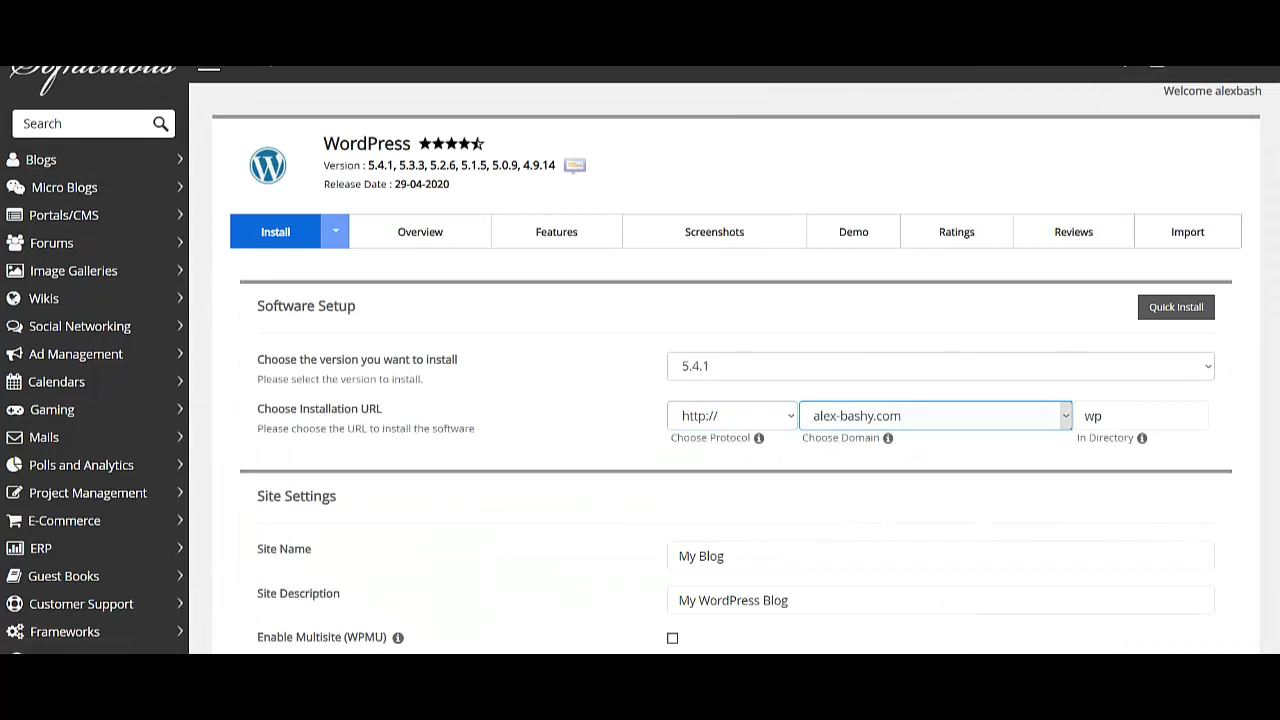 Welcome alexbash
Search
Blogs
Micro Blogs
Portals/CMS
Forums
Image Galleries
Wikis
Social Networking
Ad Management
Calendars
Gaming
Mails
Polls and Analytics
Project Management
E-Commerce
ERP
Guest Books
Customer Support
Frameworks
WordPress
Version : 5.4.1, 5.3.3, 5.2.6, 5.1.5, 5.0.9, 4.9.14
Release Date : 29-04-2020
Install Overview Features Screenshots Demo Ratings Reviews Import
Software Setup
Quick Install
Choose the version you want to install
Please select the version to install.
5.4.1
Choose Installation URL
Please choose the URL to install the software
http:// alex-bashy.com wp
Choose Protocol Choose Domain In Directory
Site Settings
Site Name
My Blog
Site Description
My WordPress Blog
Enable Multisite (WPMU)